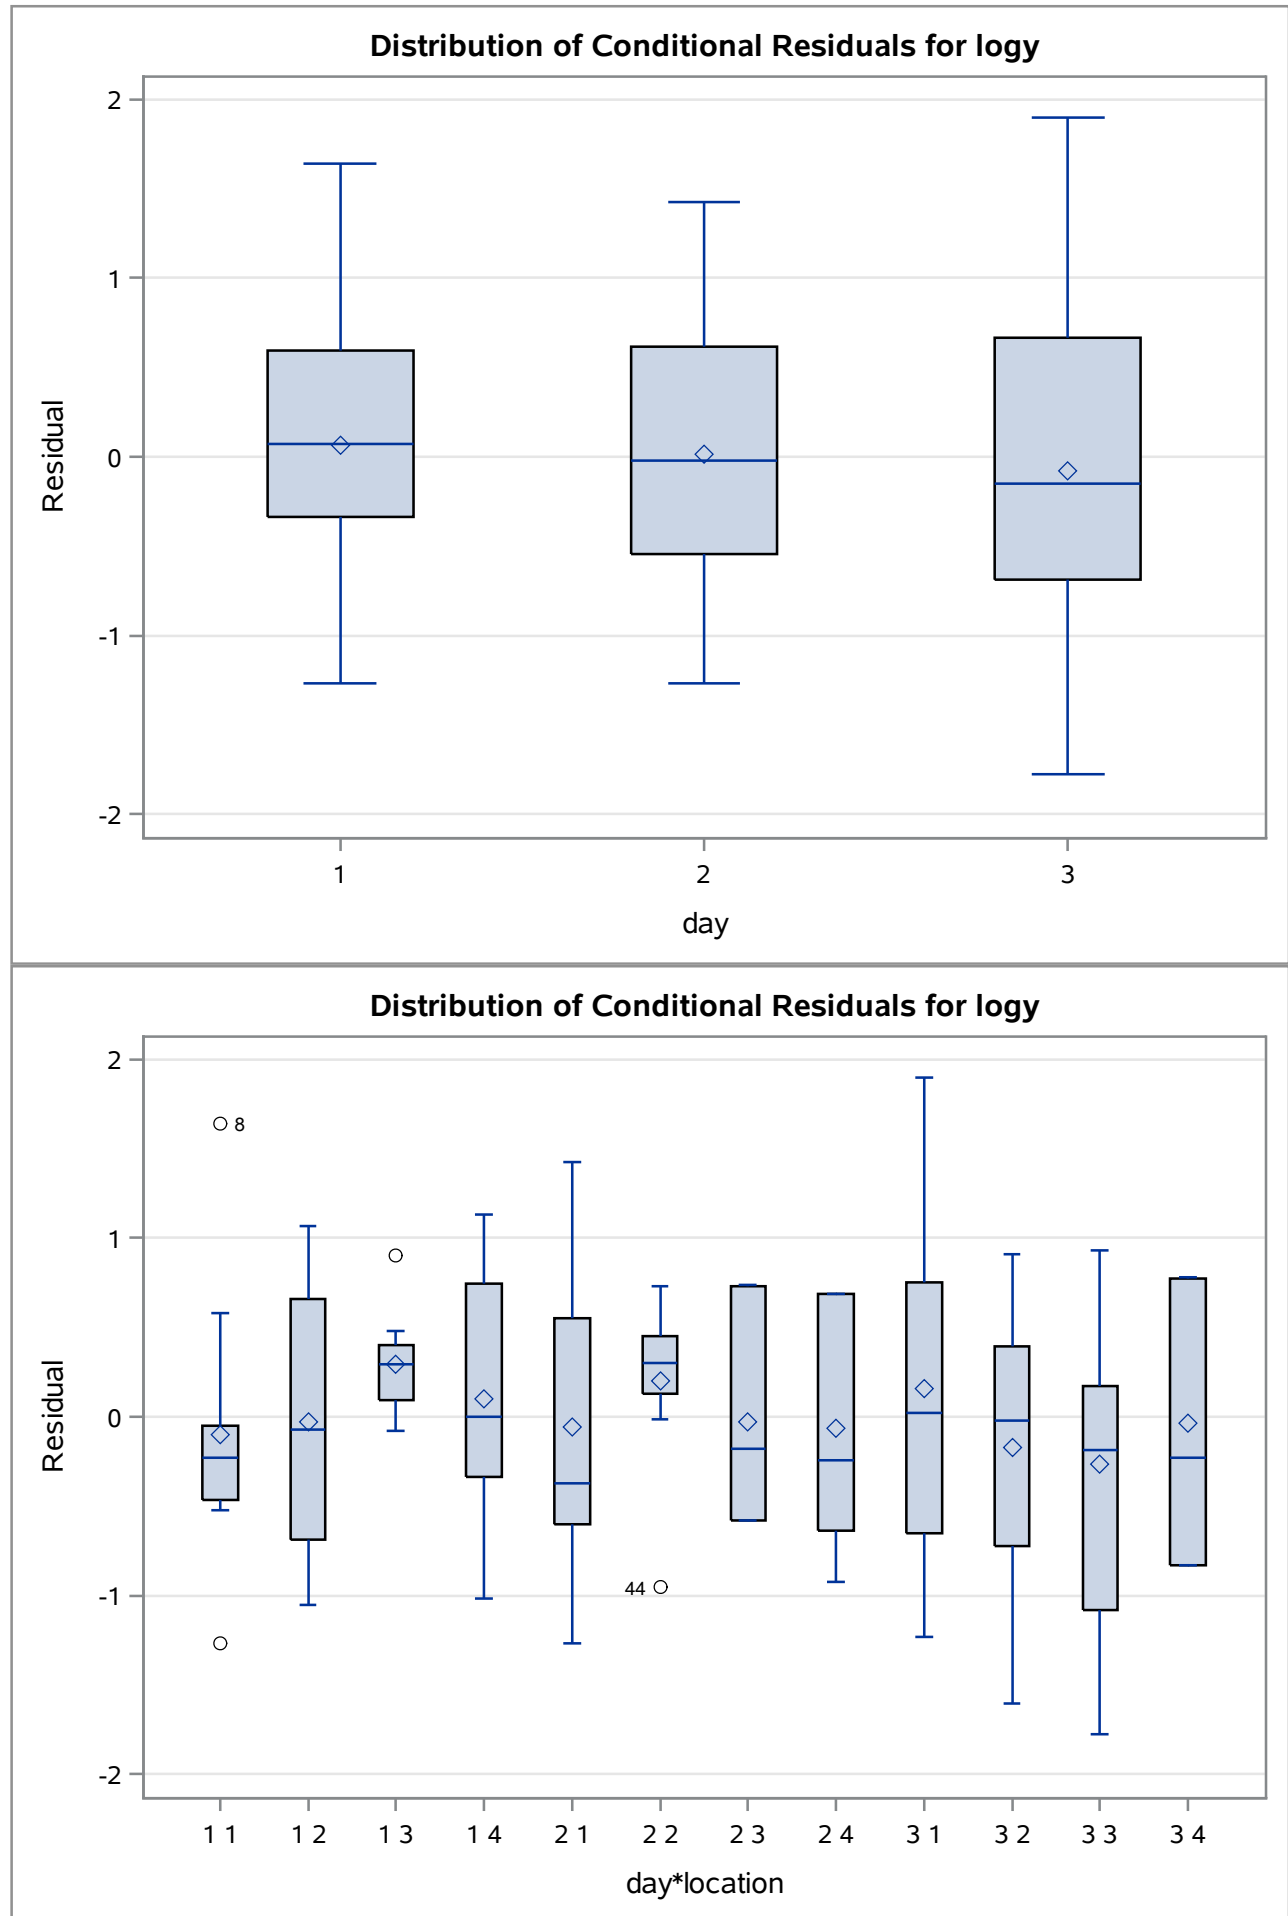 Distribution of Conditional Residuals for logy
2
1
0
-1
-2
Residual
1 2 3
day
Distribution of Conditional Residuals for logy
2
1
0
-1
-2
Residual
8
44
1 1 1 2 1 3 1 4 2 1 2 2 2 3 2 4 3 1 3 2 3 3 3 4
day*location